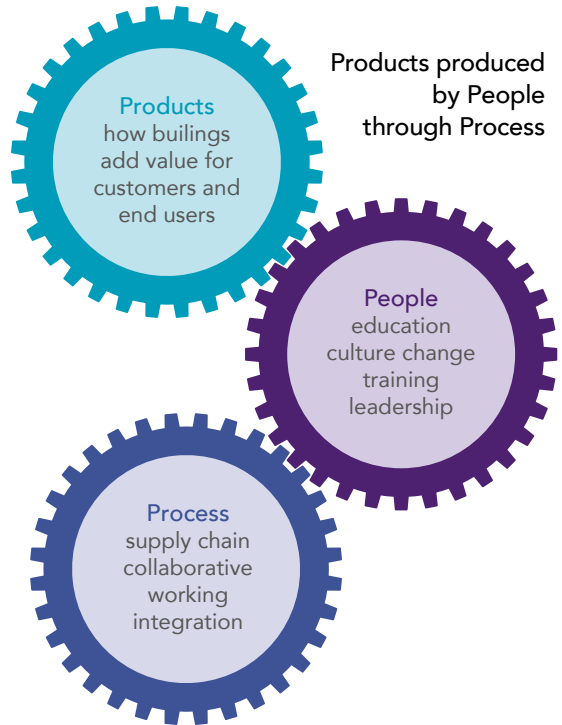 Products produced
by People
through Process
Products
how builings
add value for
customers and
end users
People
education
culture change
training
leadership
Process
supply chain
collaborative
working
integration